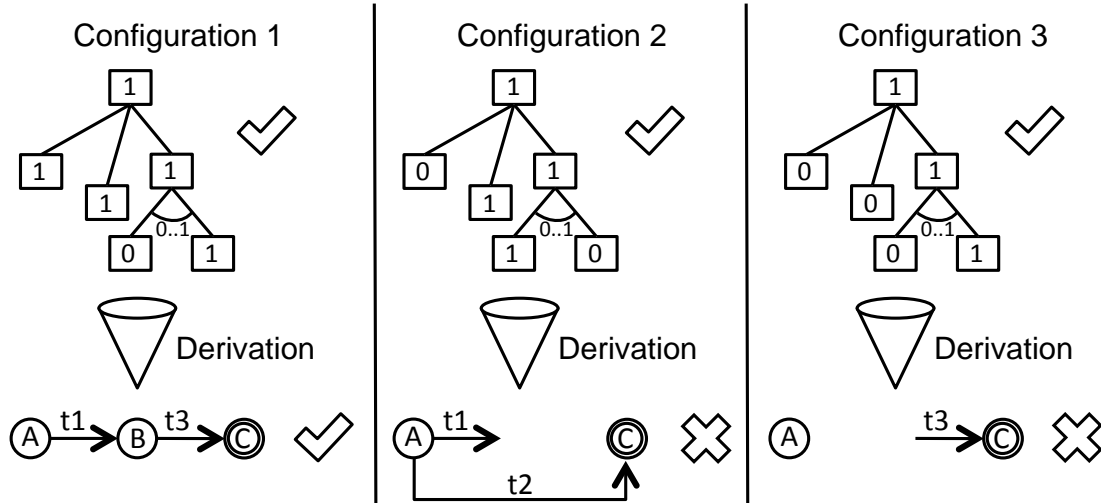 Configuration 1
1
1
1
1
0..1
0
1
Derivation
A t1 B t3 C
Configuration 2
1
0
1
1
0..1
1
0
Derivation
A t1 C
t2
Configuration 3
1
0
1
0
0..1
0
1
Derivation
A t3 C